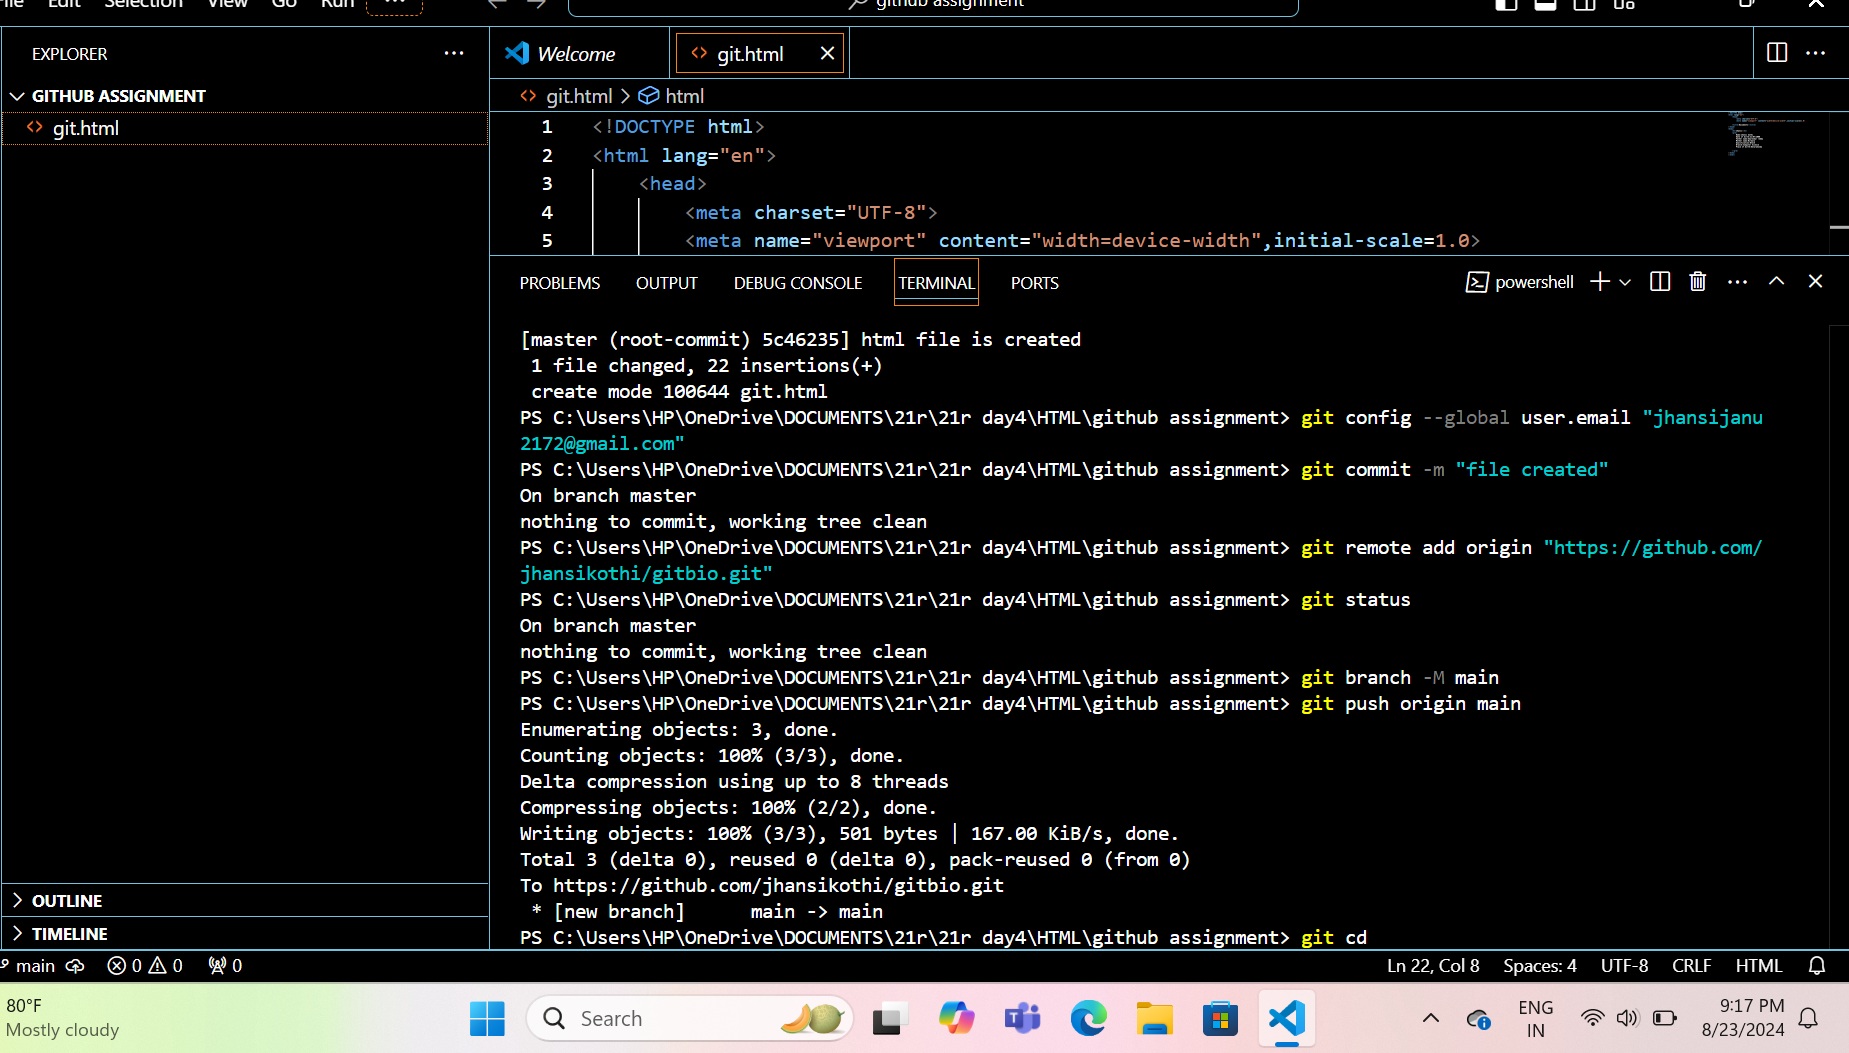 File Edit Selection View Go Run ...
github assignment
EXPLORER ...
Welcome
git.html
GITHUB ASSIGNMENT
git.html
git.html > html
1 <!DOCTYPE html>
2 <html lang="en">
3 <head>
4 <meta charset="UTF-8">
5 <meta name="viewport" content="width=device-width",initial-scale=1.0>
PROBLEMS OUTPUT DEBUG CONSOLE TERMINAL PORTS
powershell
[master (root-commit) 5c46235] html file is created
1 file changed, 22 insertions(+)
create mode 100644 git.html
PS C:\Users\HP\OneDrive\DOCUMENTS\21r\21r day4\HTML\github assignment> git config --global user.email "jhansijanu
2172@gmail.com"
PS C:\Users\HP\OneDrive\DOCUMENTS\21r\21r day4\HTML\github assignment> git commit -m "file created"
On branch master
nothing to commit, working tree clean
PS C:\Users\HP\OneDrive\DOCUMENTS\21r\21r day4\HTML\github assignment> git remote add origin "https://github.com/
jhansikothi/gitbio.git"
PS C:\Users\HP\OneDrive\DOCUMENTS\21r\21r day4\HTML\github assignment> git status
On branch master
nothing to commit, working tree clean
PS C:\Users\HP\OneDrive\DOCUMENTS\21r\21r day4\HTML\github assignment> git branch -M main
PS C:\Users\HP\OneDrive\DOCUMENTS\21r\21r day4\HTML\github assignment> git push origin main
Enumerating objects: 3, done.
Counting objects: 100% (3/3), done.
Delta compression using up to 8 threads
Compressing objects: 100% (2/2), done.
Writing objects: 100% (3/3), 501 bytes | 167.00 KiB/s, done.
Total 3 (delta 0), reused 0 (delta 0), pack-reused 0 (from 0)
To https://github.com/jhansikothi/gitbio.git
* [new branch] main -> main
PS C:\Users\HP\OneDrive\DOCUMENTS\21r\21r day4\HTML\github assignment> git cd
OUTLINE
TIMELINE
main 0 0 0
Ln 22, Col 8 Spaces: 4 UTF-8 CRLF HTML
80°F
Mostly cloudy
Search
ENG
IN
9:17 PM
8/23/2024